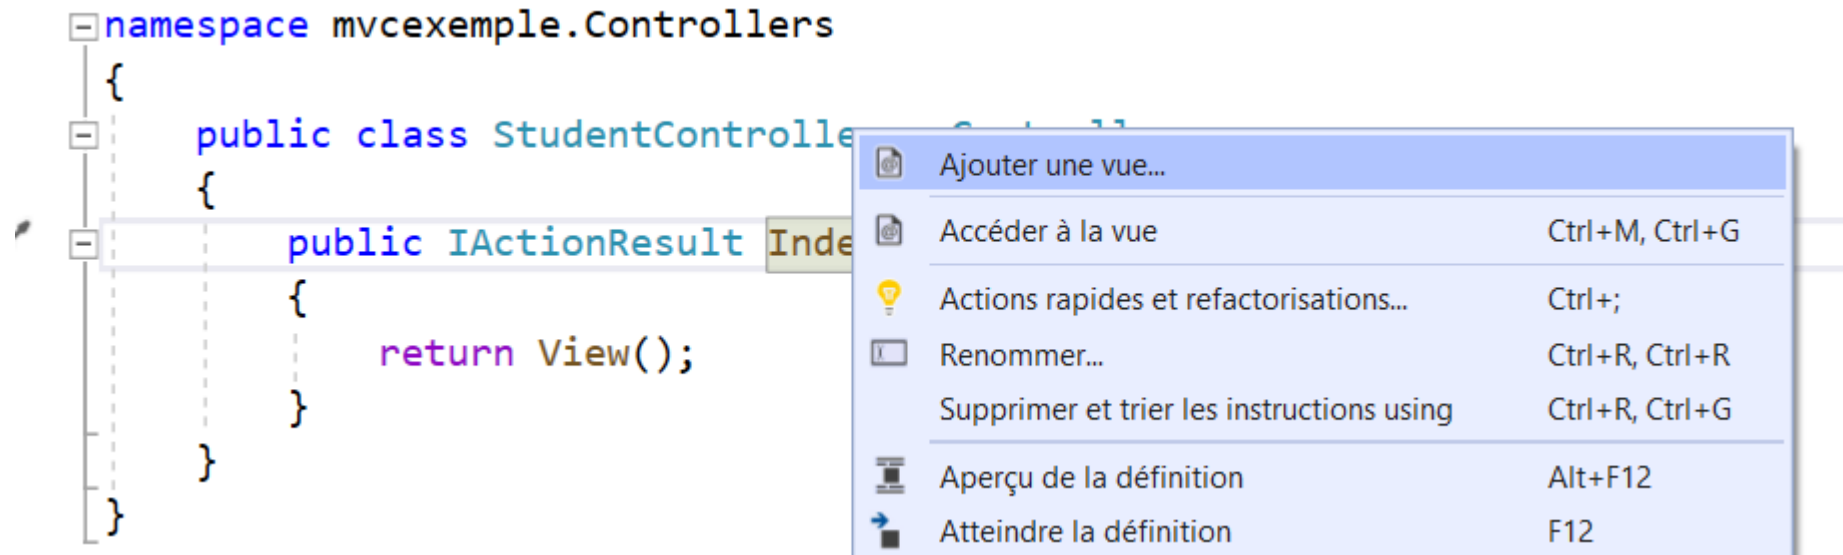 namespace mvcexemple.Controllers
{
public class StudentControlle
{
public IActionResult Inde
{
return View();
}
}
}
Ajouter une vue...
Accéder à la vue Ctrl+M, Ctrl+G
Actions rapides et refactorisations... Ctrl+;
Renommer... Ctrl+R, Ctrl+R
Supprimer et trier les instructions using Ctrl+R, Ctrl+G
Aperçu de la définition Alt+F12
Atteindre la définition F12